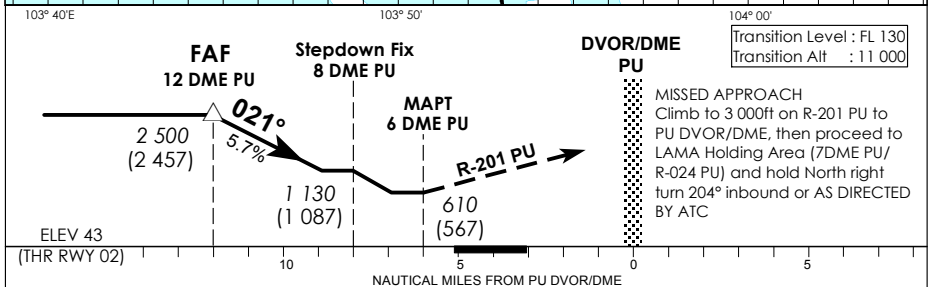 103° 40'E
103° 50'
104° 00'
Transition Level : FL 130
Transition Alt : 11 000
FAF
12 DME PU
Stepdown Fix
8 DME PU
MAPT
6 DME PU
DVOR/DME
PU
021°
5.7%
R-201 PU
2 500
(2 457)
1 130
(1 087)
610
(567)
MISSED APPROACH
Climb to 3 000ft on R-201 PU to
PU DVOR/DME, then proceed to
LAMA Holding Area (7DME PU/
R-024 PU) and hold North right
turn 204° inbound or AS DIRECTED
BY ATC
ELEV 43
(THR RWY 02)
10
5
0
5
NAUTICAL MILES FROM PU DVOR/DME